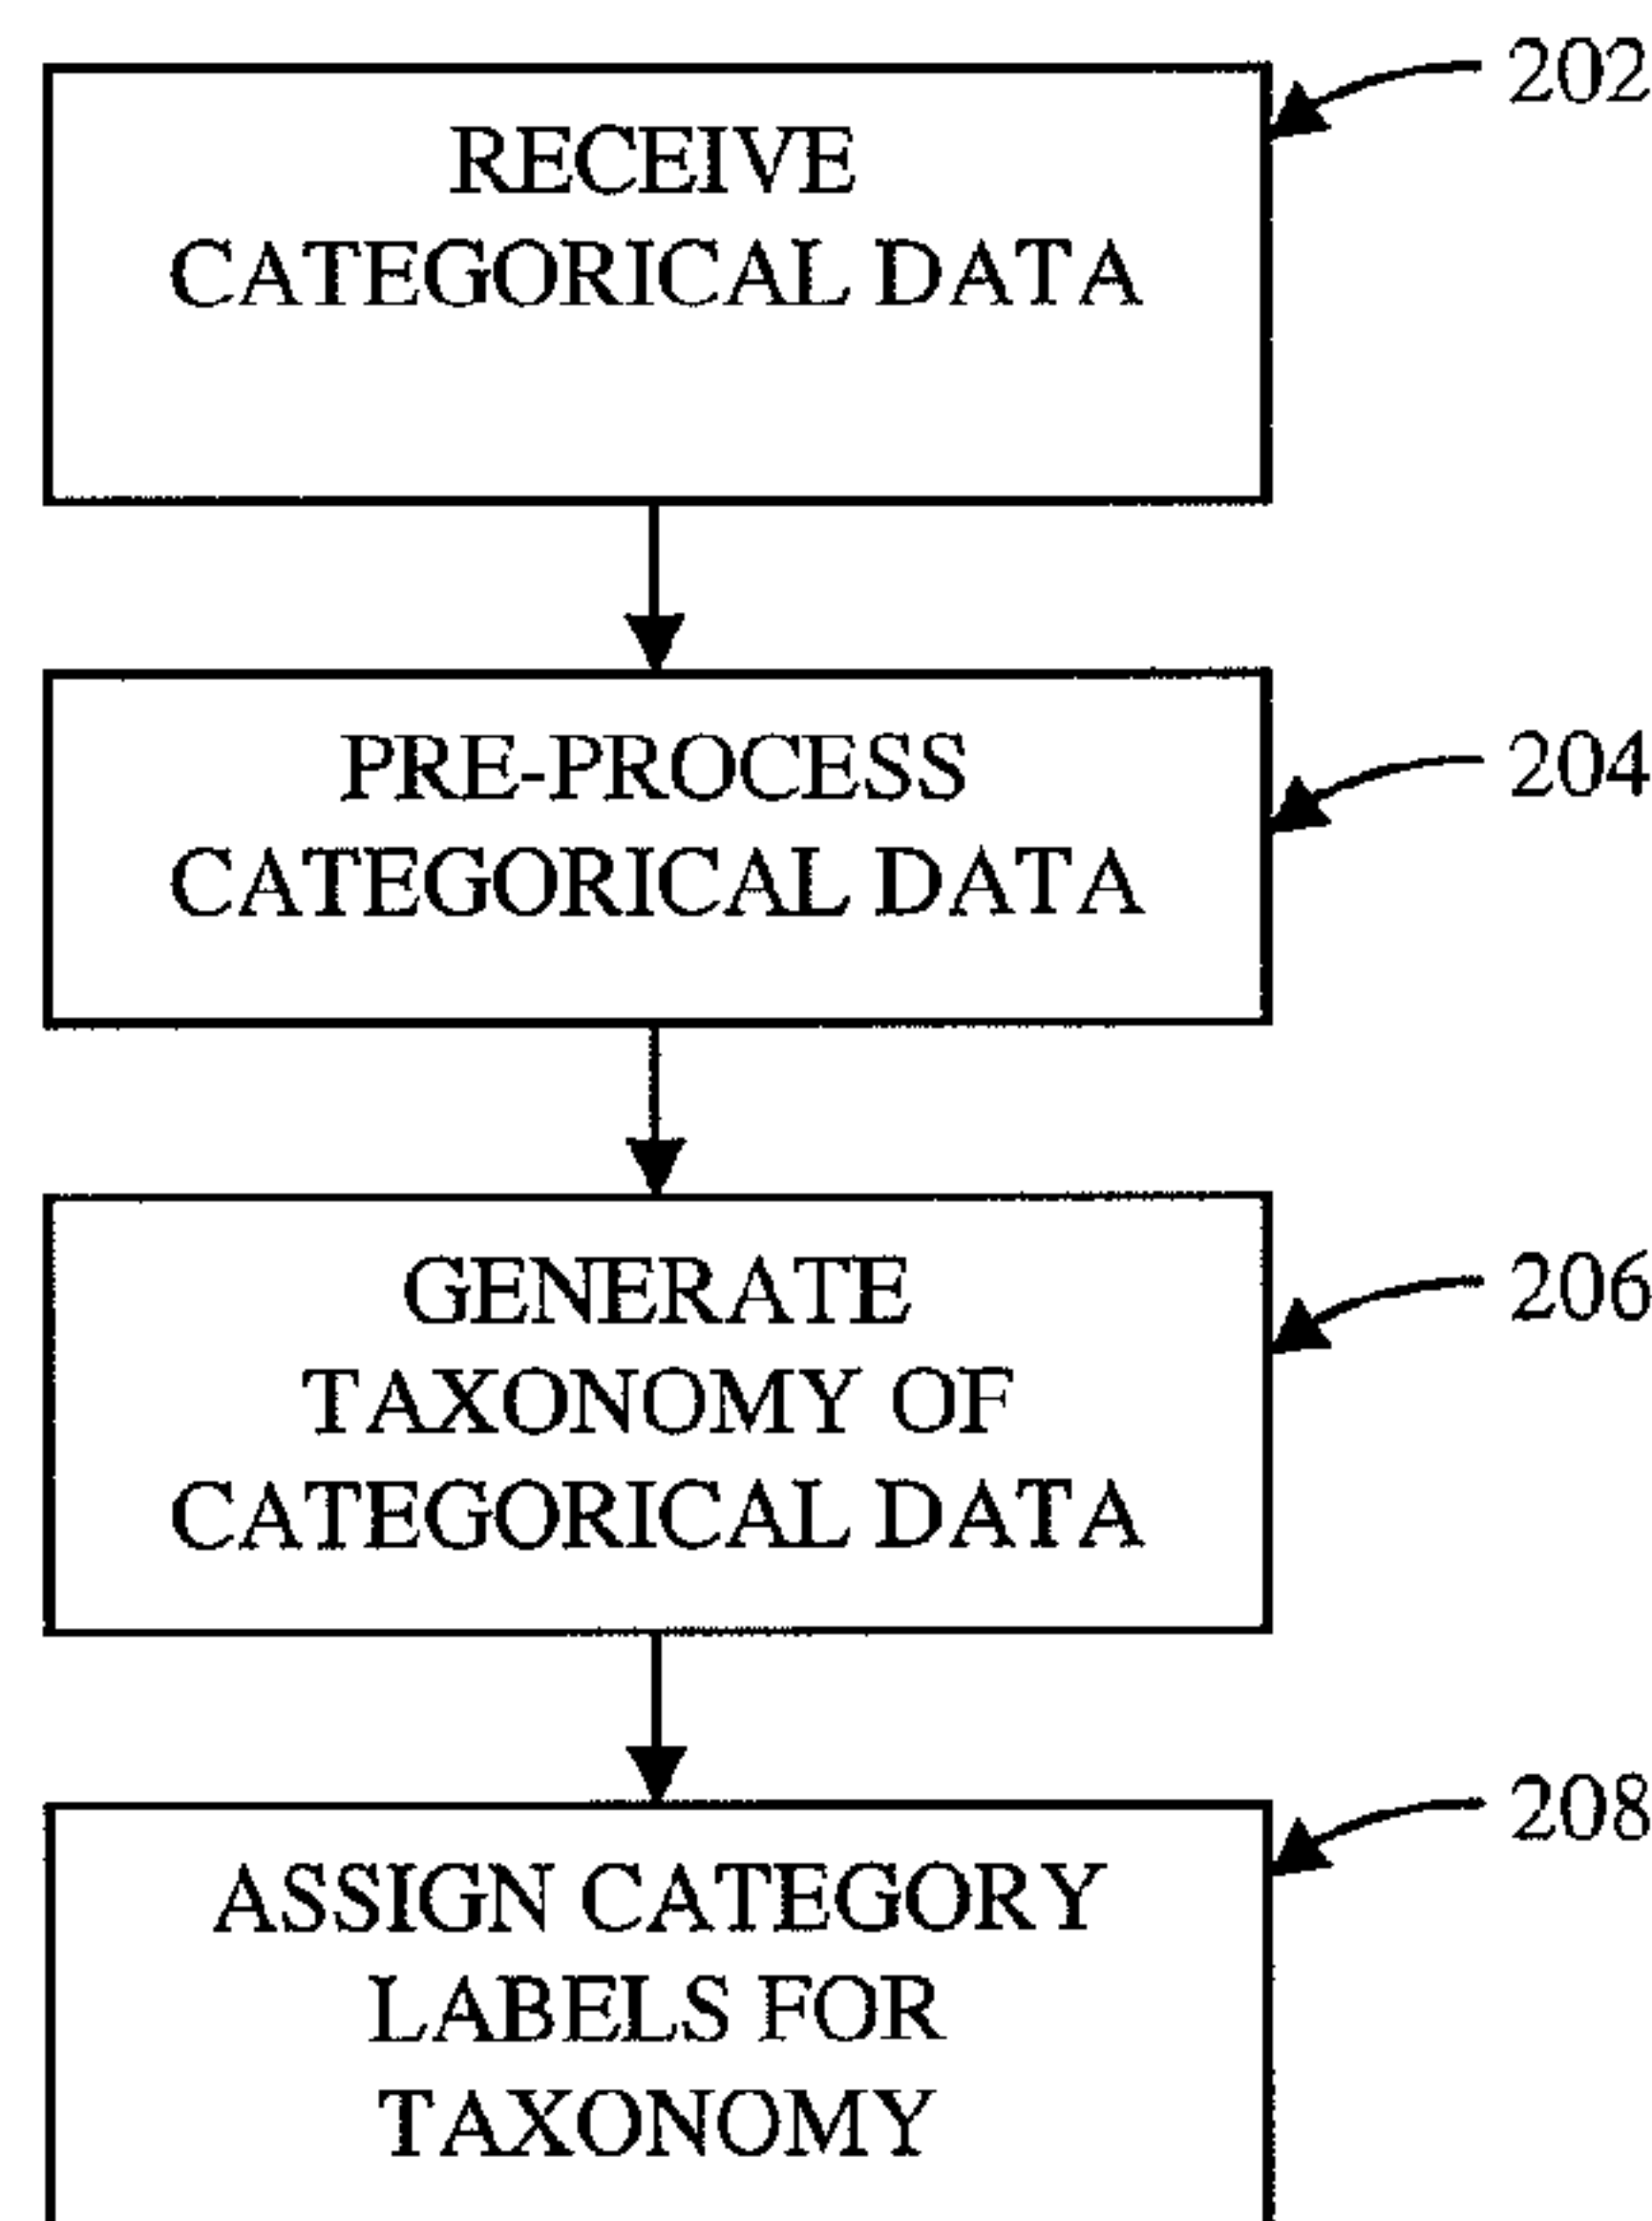 202
RECEIVE
CATEGORICAL DATA
204
PRE-PROCESS
CATEGORICAL DATA
206
GENERATE
TAXONOMY OF
CATEGORICAL DATA
208
ASSIGN CATEGORY
LABELS FOR
TAXONOMY